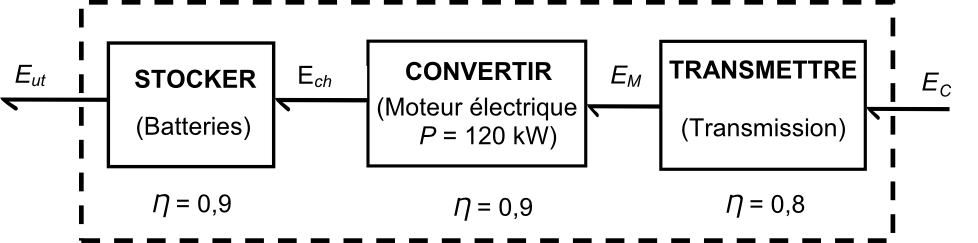 E_ut
STOCKER
(Batteries)
η = 0,9
E_ch
CONVERTIR
(Moteur électrique
P = 120 kW)
η = 0,9
E_M
TRANSMETTRE
(Transmission)
η = 0,8
E_C